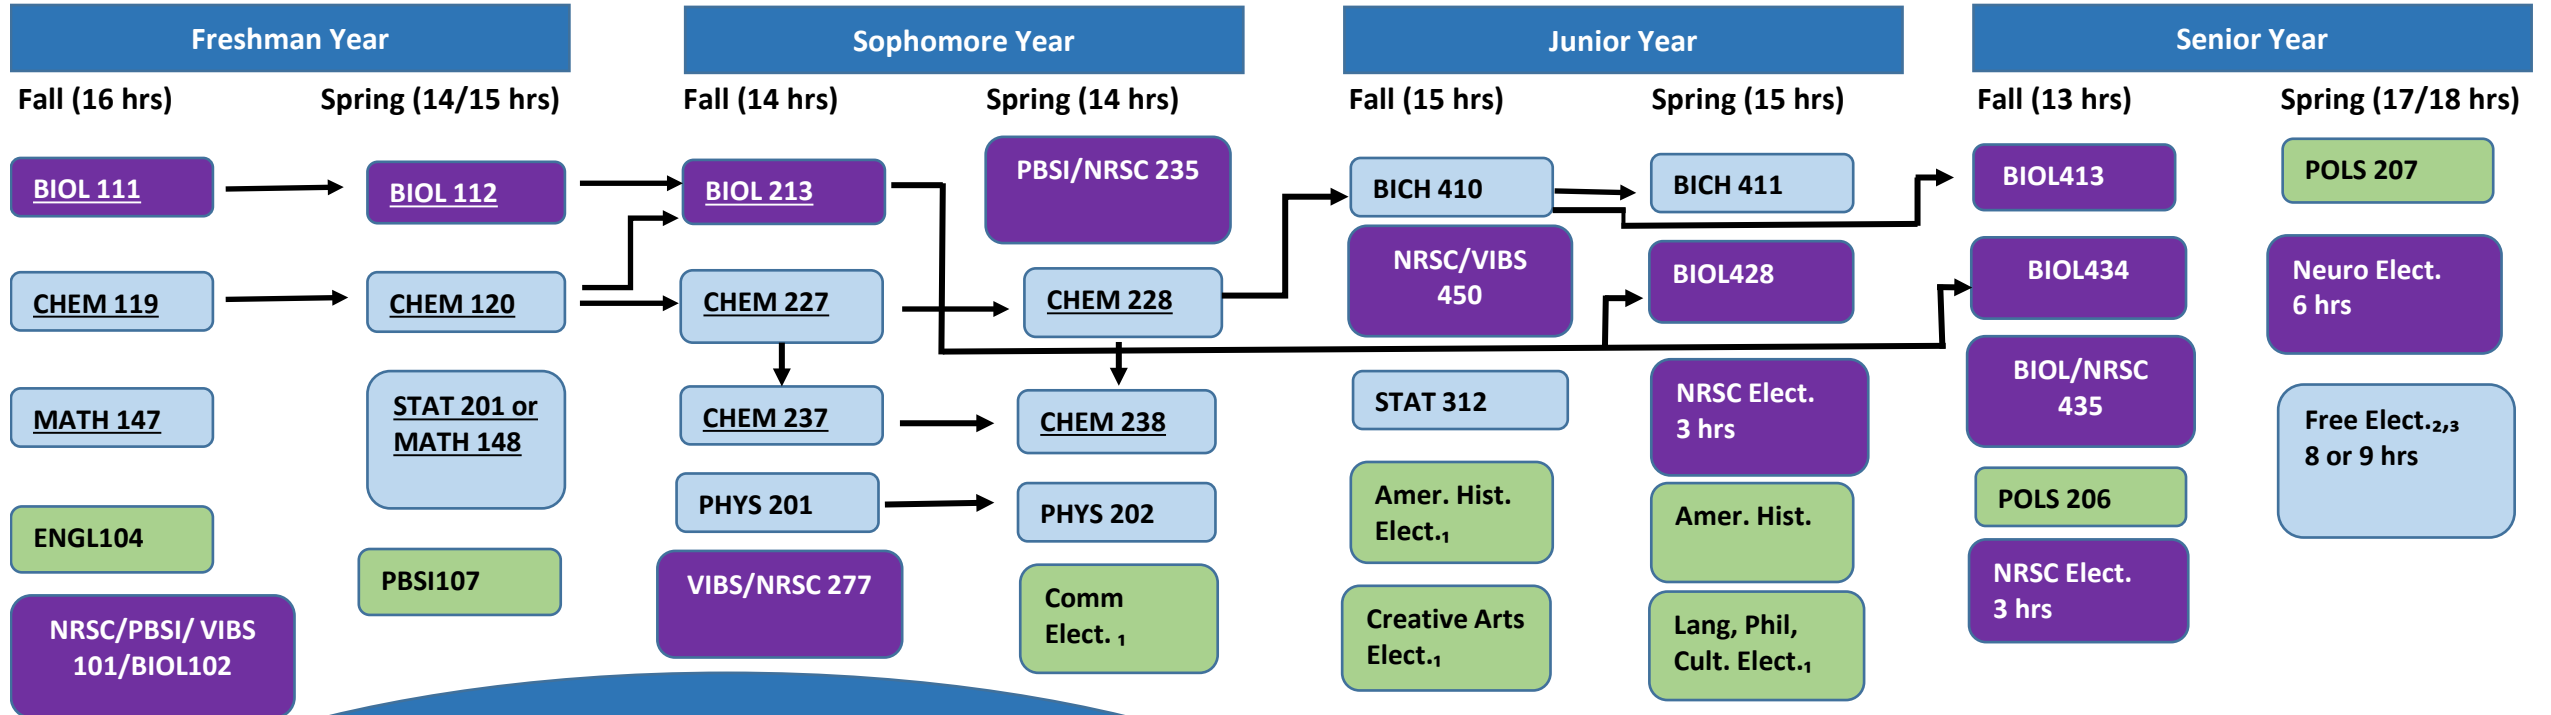 Freshman Year
Sophomore Year
Junior Year
Senior Year
Fall (16 hrs)
Spring (14/15 hrs)
Fall (14 hrs)
Spring (14 hrs)
Fall (15 hrs)
Spring (15 hrs)
Fall (13 hrs)
Spring (17/18 hrs)
BIOL 111
CHEM 119
MATH 147
ENGL104
NRSC/PBSI/ VIBS
101/BIOL102
BIOL 112
CHEM 120
STAT 201 or
MATH 148
PBSI107
BIOL 213
CHEM 227
CHEM 237
PHYS 201
VIBS/NRSC 277
PBSI/NRSC 235
CHEM 228
CHEM 238
PHYS 202
Comm
Elect. ₁
BICH 410
NRSC/VIBS
450
STAT 312
Amer. Hist.
Elect.₁
Creative Arts
Elect.₁
BICH 411
BIOL428
NRSC Elect.
3 hrs
Amer. Hist.
Lang, Phil,
Cult. Elect.₁
BIOL413
BIOL434
BIOL/NRSC
435
POLS 206
NRSC Elect.
3 hrs
POLS 207
Neuro Elect.
6 hrs
Free Elect.₂,₃
8 or 9 hrs